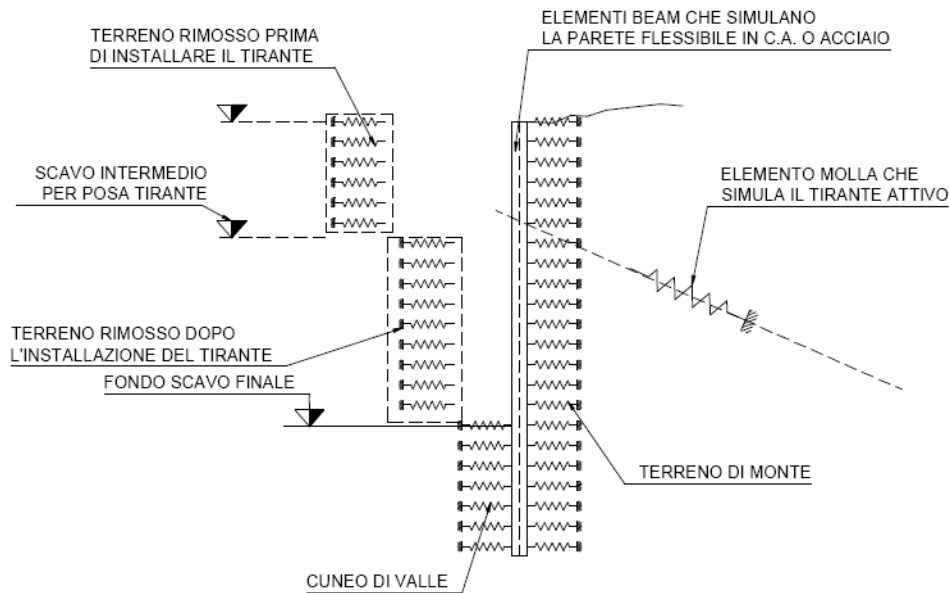 ELEMENTI BEAM CHE SIMULANO
LA PARETE FLESSIBILE IN C.A. O ACCIAIO
TERRENO RIMOSSO PRIMA
DI INSTALLARE IL TIRANTE
SCAVO INTERMEDIO
PER POSA TIRANTE
ELEMENTO MOLLA CHE
SIMULA IL TIRANTE ATTIVO
TERRENO RIMOSSO DOPO
L'INSTALLAZIONE DEL TIRANTE
FONDO SCAVO FINALE
TERRENO DI MONTE
CUNEO DI VALLE